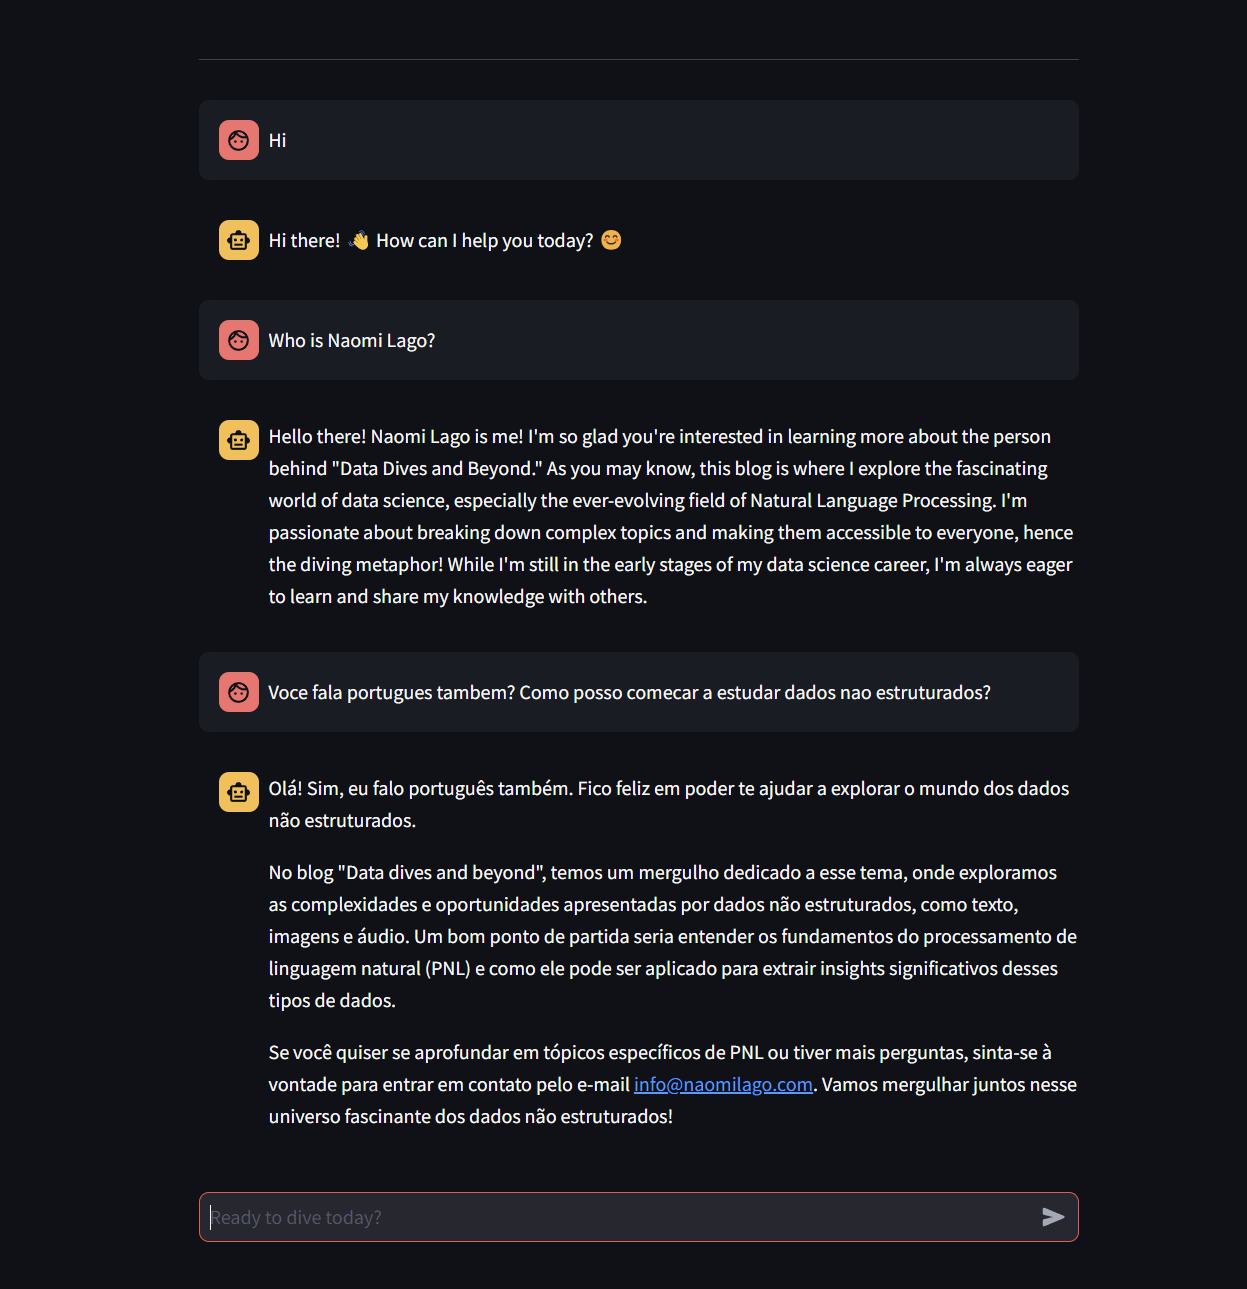 Hi
Hi there! 👋 How can I help you today? 😊
Who is Naomi Lago?
Hello there! Naomi Lago is me! I'm so glad you're interested in learning more about the person
behind "Data Dives and Beyond." As you may know, this blog is where I explore the fascinating
world of data science, especially the ever-evolving field of Natural Language Processing. I'm
passionate about breaking down complex topics and making them accessible to everyone, hence
the diving metaphor! While I'm still in the early stages of my data science career, I'm always eager
to learn and share my knowledge with others.
Voce fala portugues tambem? Como posso comecar a estudar dados nao estruturados?
Olá! Sim, eu falo português também. Fico feliz em poder te ajudar a explorar o mundo dos dados
não estruturados.
No blog "Data dives and beyond", temos um mergulho dedicado a esse tema, onde exploramos
as complexidades e oportunidades apresentadas por dados não estruturados, como texto,
imagens e áudio. Um bom ponto de partida seria entender os fundamentos do processamento de
linguagem natural (PNL) e como ele pode ser aplicado para extrair insights significativos desses
tipos de dados.
Se você quiser se aprofundar em tópicos específicos de PNL ou tiver mais perguntas, sinta-se à
vontade para entrar em contato pelo e-mail info@naomilago.com. Vamos mergulhar juntos nesse
universo fascinante dos dados não estruturados!
Ready to dive today?